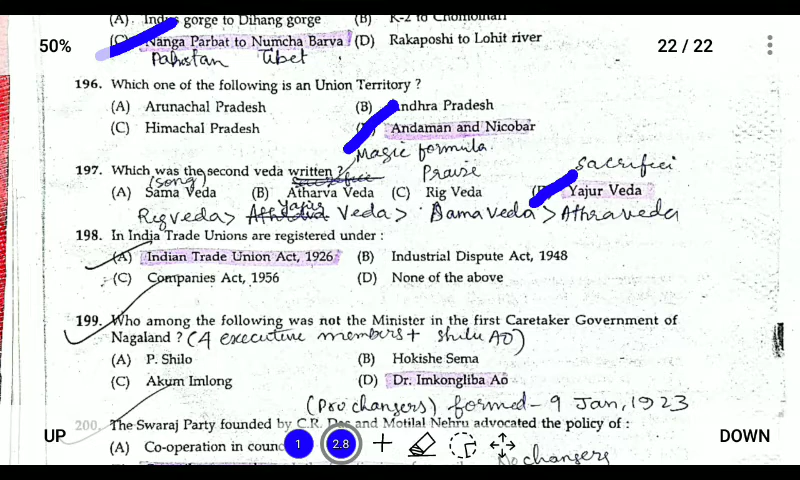 (A) Indus gorge to Dihang gorge (B) K-2 to Chomolhari
50% (C) Nanga Parbat to Numcha Barva (D) Rakaposhi to Lohit river 22 / 22
Pakistan Tibet
196. Which one of the following is an Union Territory ?
(A) Arunachal Pradesh (B) Andhra Pradesh
(C) Himachal Pradesh Andaman and Nicobar
Magic formula.
197. Which was the second veda written ? Praise Sacrifici
(song)
(A) Sama Veda (B) Atharva Veda (C) Rig Veda Yajur Veda
Rigveda > Yajur Veda > Samaveda > Athraveda
198. In India Trade Unions are registered under :
(A) Indian Trade Union Act, 1926 (B) Industrial Dispute Act, 1948
(C) Companies Act, 1956 (D) None of the above
199. Who among the following was not the Minister in the first Caretaker Government of
Nagaland ? (4 executive members + Shilu AO)
(A) P. Shilo (B) Hokishe Sema
(C) Akum Imlong (D) Dr. Imkongliba Ao
(Pro changers) formed - 9 Jan, 1923
200. The Swaraj Party founded by C.R. Das and Motilal Nehru advocated the policy of :
UP DOWN
(A) Co-operation in counc 1 2.8
No changers